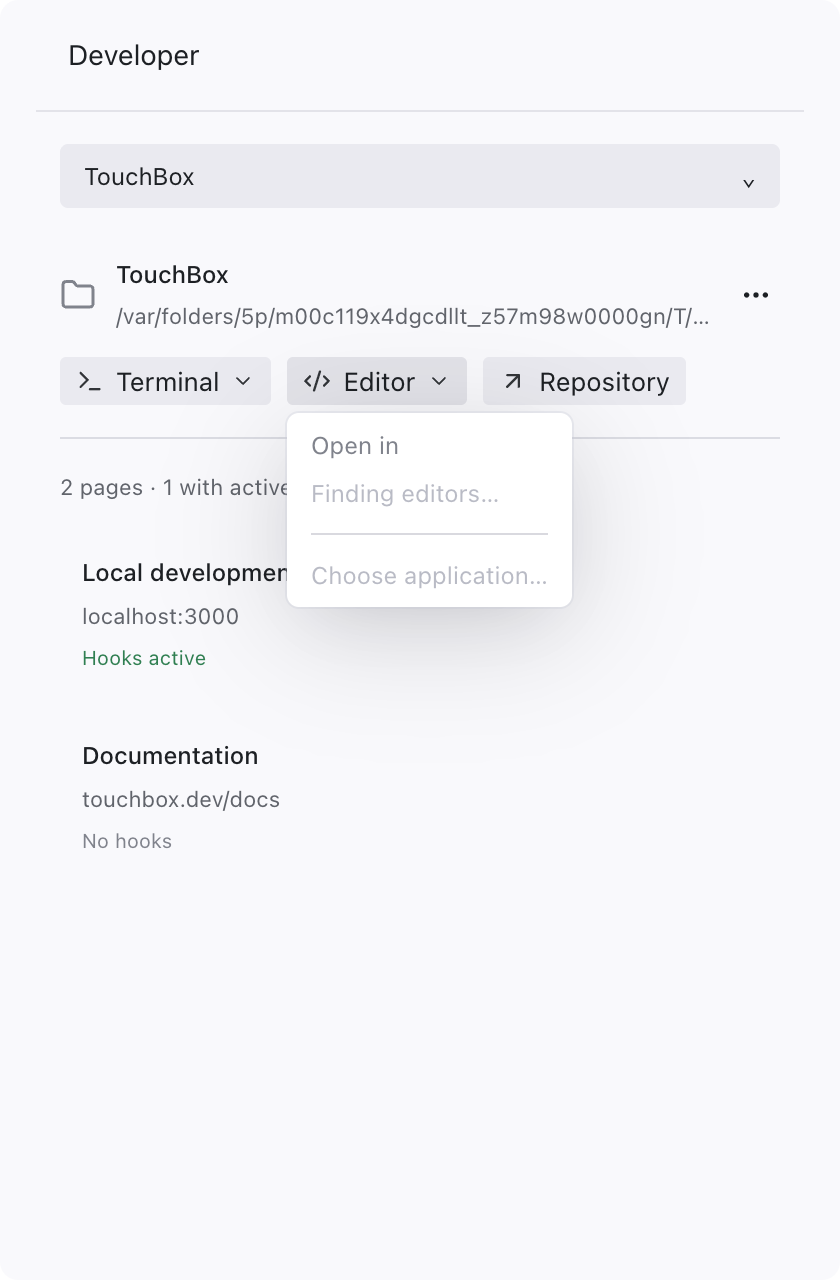 Developer
TouchBox
TouchBox
/var/folders/5p/m00c119x4dgcdllt_z57m98w0000gn/T/...
Terminal
Editor
Repository
Open in
Finding editors...
Choose application...
2 pages · 1 with active
Local developmen
localhost:3000
Hooks active
Documentation
touchbox.dev/docs
No hooks